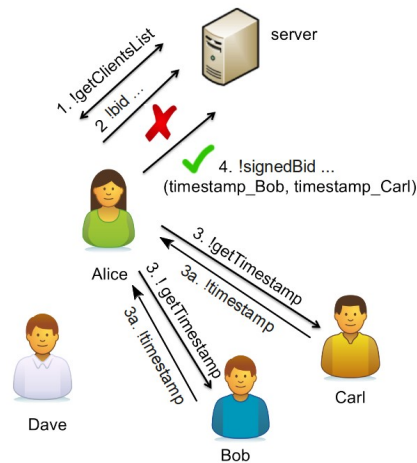 server
1. !getClientsList
2 !bid ...
4. !signedBid ...
(timestamp_Bob, timestamp_Carl)
3. !getTimestamp
3a. !timestamp
Alice
3. ! getTimestamp
3a. !timestamp
Carl
Dave
Bob